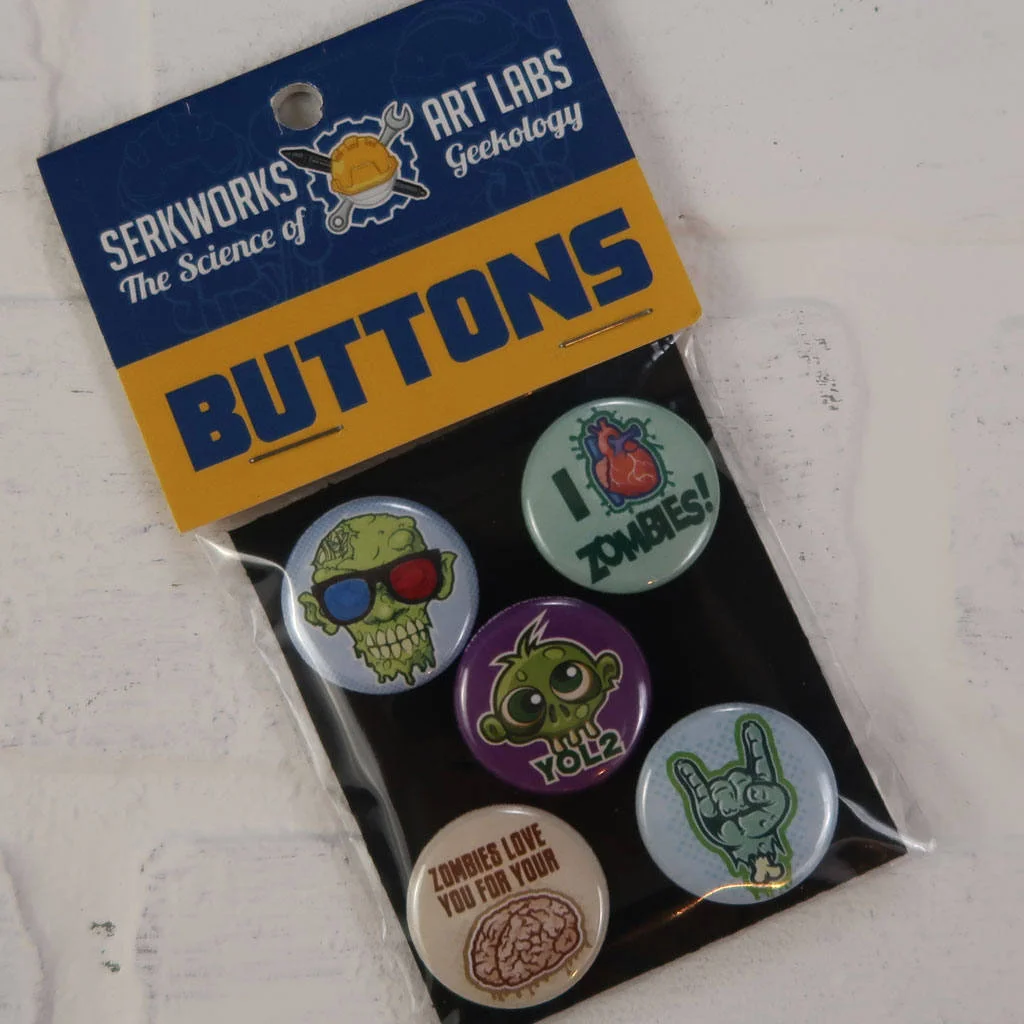 SERKWORKS ART LABS
The Science of Geekology
BUTTONS
I
ZOMBIES!
YOL2
ZOMBIES LOVE
YOU FOR YOUR